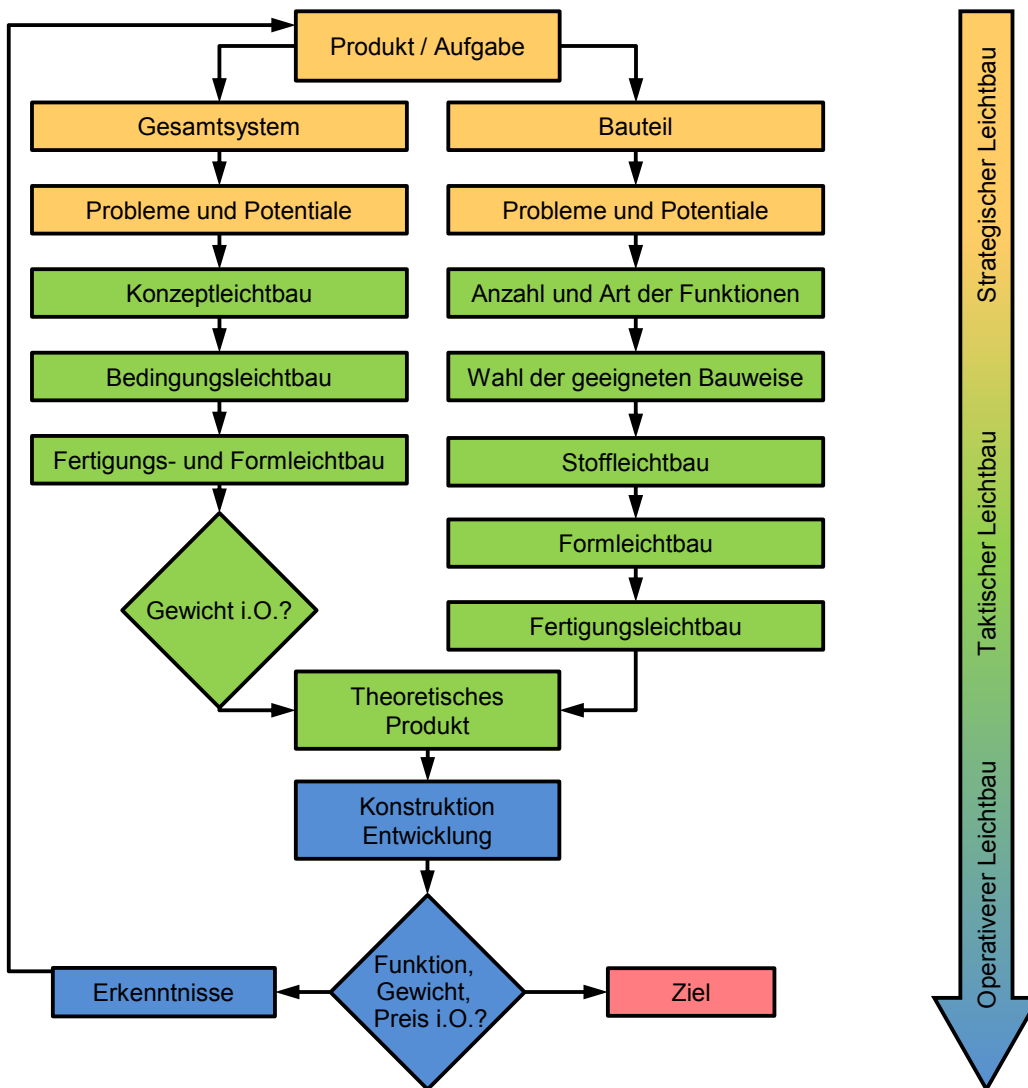 Produkt / Aufgabe
Gesamtsystem
Probleme und Potentiale
Konzeptleichtbau
Bedingungsleichtbau
Fertigungs- und Formleichtbau
Gewicht i.O.?
Bauteil
Probleme und Potentiale
Anzahl und Art der Funktionen
Wahl der geeigneten Bauweise
Stoffleichtbau
Formleichtbau
Fertigungsleichtbau
Theoretisches
Produkt
Konstruktion
Entwicklung
Funktion,
Gewicht,
Preis i.O.?
Erkenntnisse
Ziel
Strategischer Leichtbau
Taktischer Leichtbau
Operativerer Leichtbau